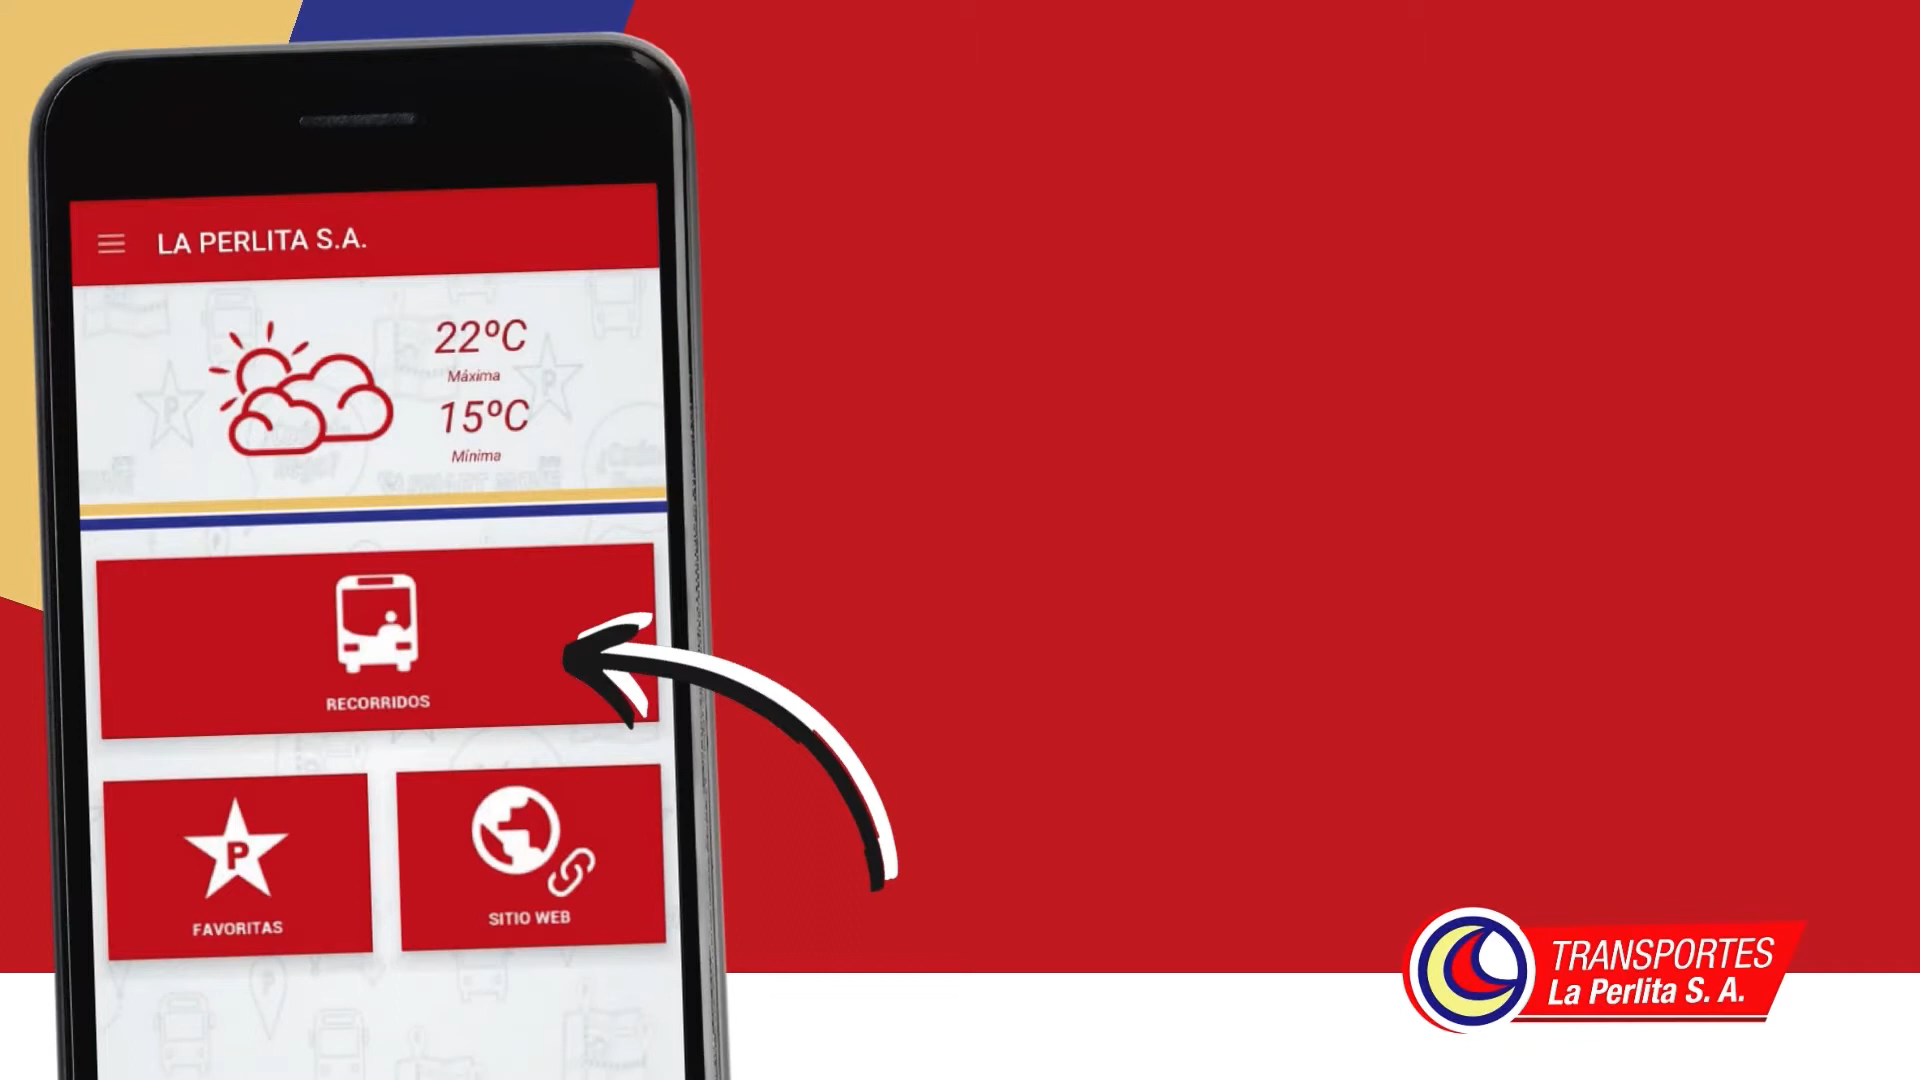 LA PERLITA S.A.
22ºC
Máxima
15ºC
Mínima
RECORRIDOS
P
FAVORITAS
SITIO WEB
TRANSPORTES
La Perlita S. A.